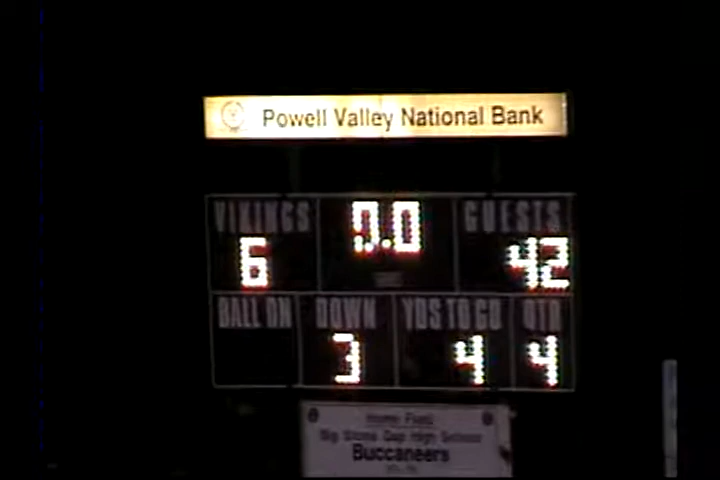 Powell Valley National Bank
VIKINGS 0.0 GUESTS
6 42
BALL ON DOWN YDS TO GO QTR
3 4 4
Home Field
Big Stone Gap High School
Buccaneers